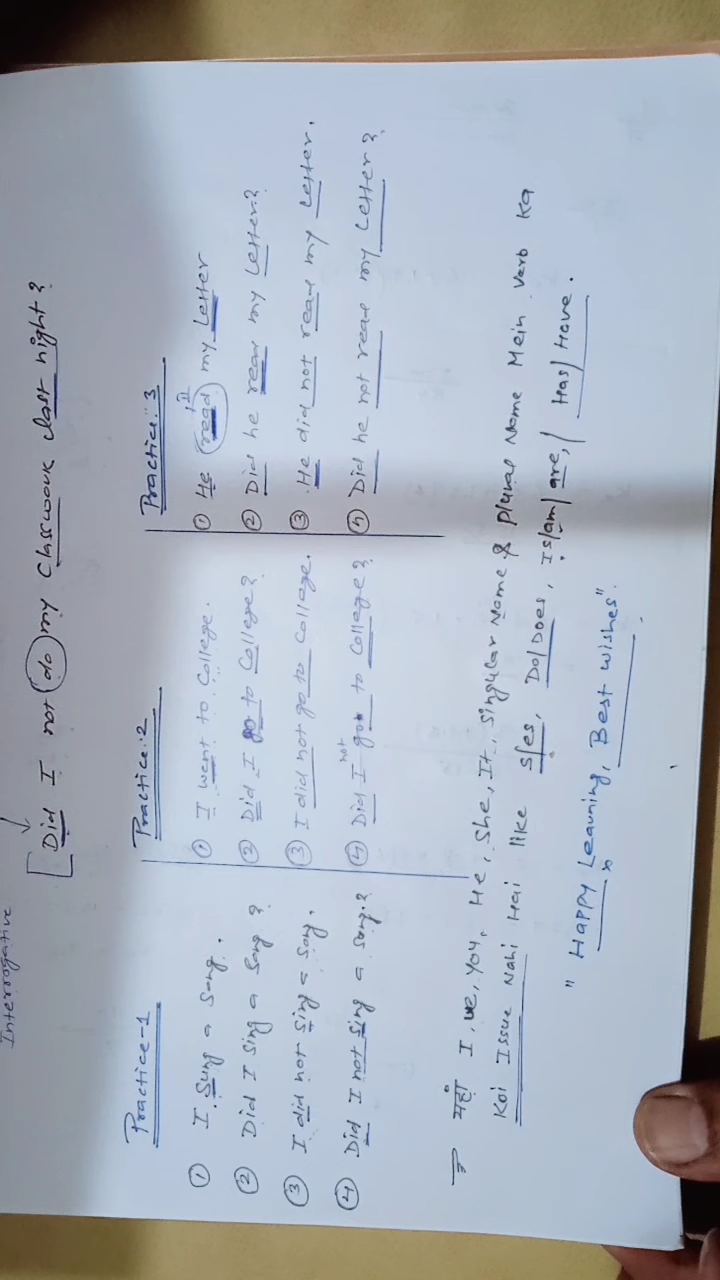 Interrogative
[Did I not do my Classwork last night?
Practice-1
① I Sung a Song.
② Did I Sing a Song?
③ I did not Sing a Song.
④ Did I not Sing a Song.?
Practice:2
① I went to College.
② Did I go to College?
③ I did not go to College.
④ Did I not go to College?
Practice:3
① He read my Letter
II
② Did he read my Letter?
③ He did not read my Letter.
④ Did he not read my Letter?
⇒ यहाँ I, we, you, He, She, It, Singular Name & plural Name Mein Verb Ka
Koi Issue Nahi Hai like s/es, Do/Does, Is/am/are,/ Has/Have.
"Happy Learning, Best wishes".